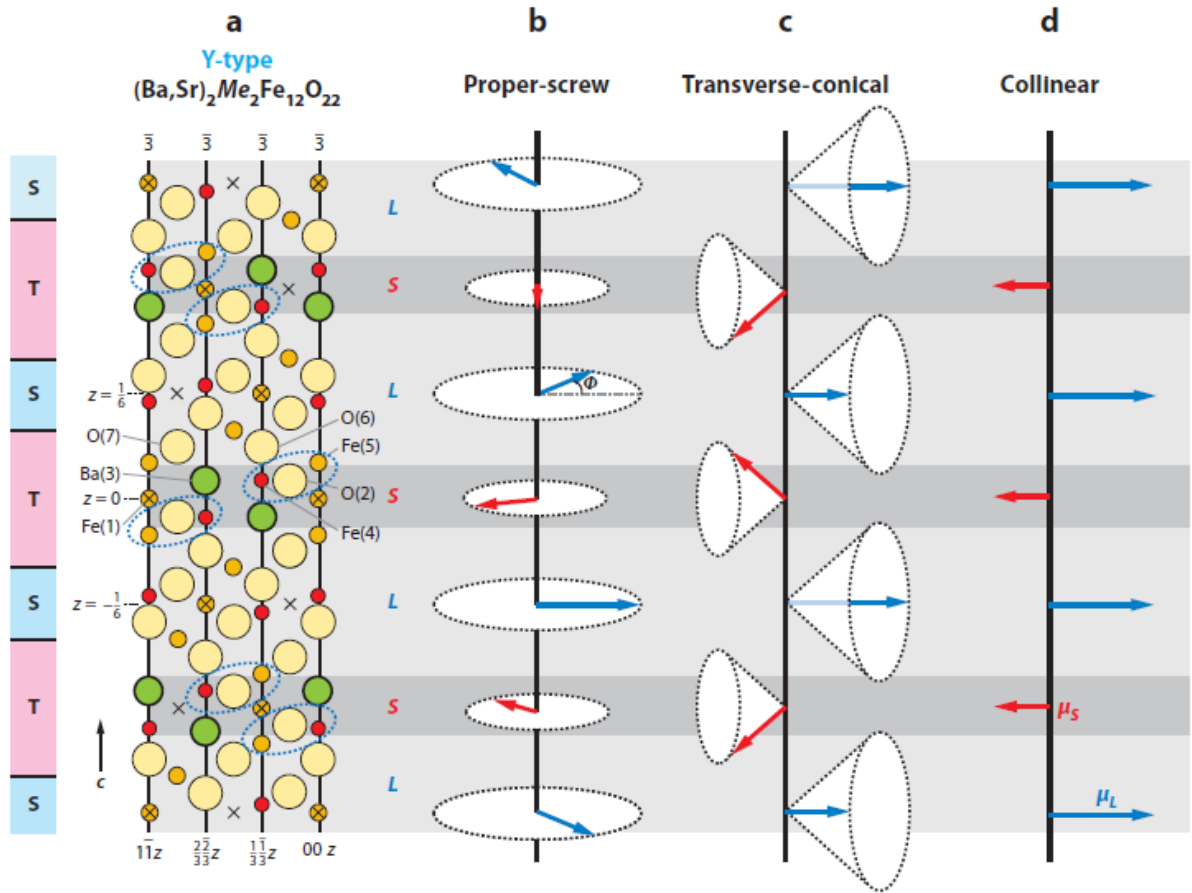 a
b
c
d
Y-type
(Ba,Sr)₂Me₂Fe₁₂O₂₂
Proper-screw
Transverse-conical
Collinear
3̅ 3̅ 3̅ 3̅
S
L
T
S
S
L
Φ
z = 1/6
O(6)
O(7)
Fe(5)
T
Ba(3)
O(2)
z = 0
S
Fe(1)
Fe(4)
S
L
z = –1/6
T
S
μS
c
S
L
μL
11̅z
2/3 2̅/3 z
1/3 1̅/3 z
00 z